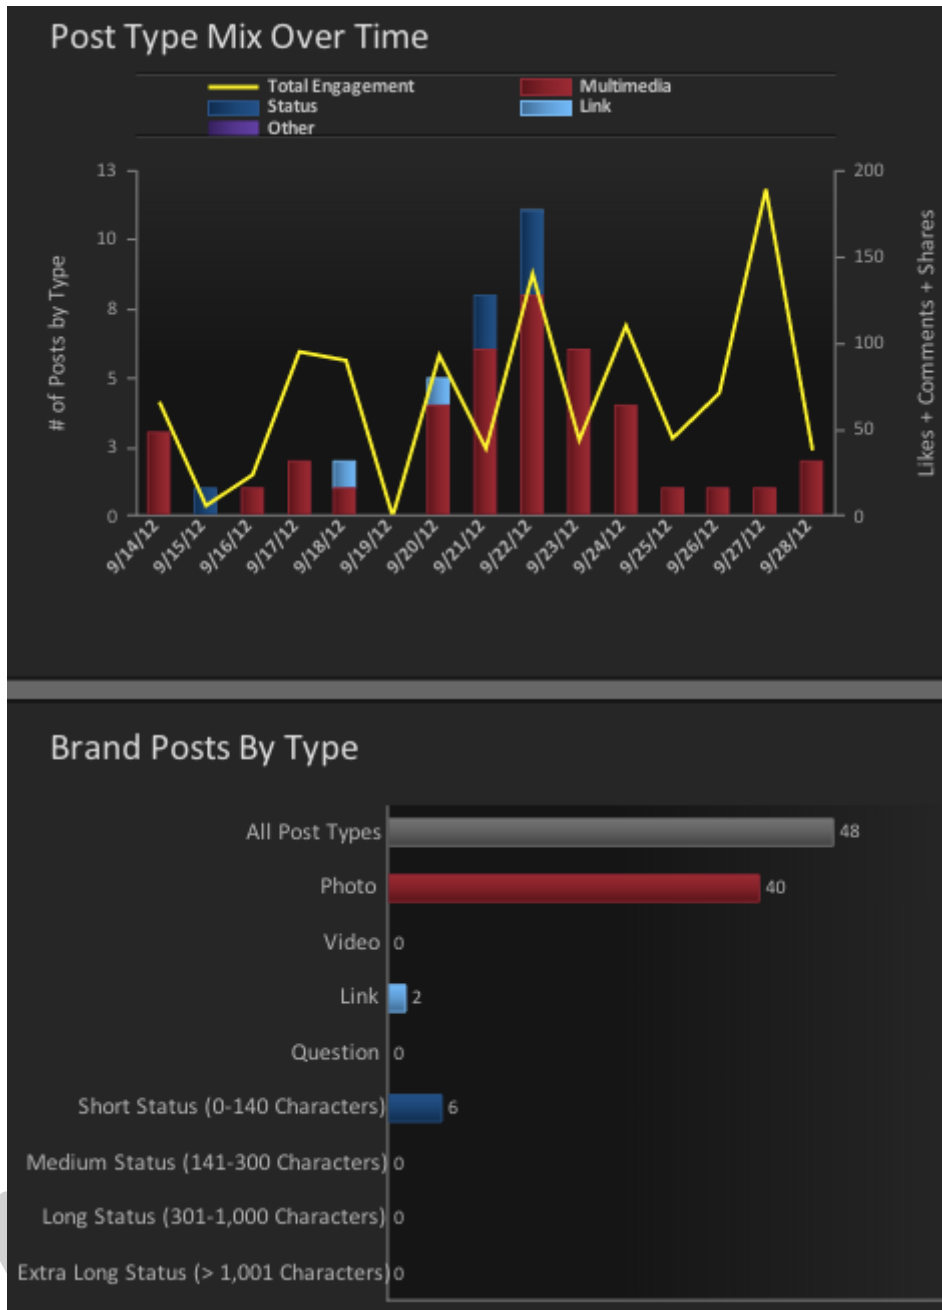 Post Type Mix Over Time
Total Engagement
Multimedia
Status
Link
Other
13
10
8
5
3
0
# of Posts by Type
200
150
100
50
0
Likes + Comments + Shares
9/14/12
9/15/12
9/16/12
9/17/12
9/18/12
9/19/12
9/20/12
9/21/12
9/22/12
9/23/12
9/24/12
9/25/12
9/26/12
9/27/12
9/28/12
Brand Posts By Type
All Post Types 48
Photo 40
Video 0
Link 2
Question 0
Short Status (0-140 Characters) 6
Medium Status (141-300 Characters) 0
Long Status (301-1,000 Characters) 0
Extra Long Status (> 1,001 Characters) 0